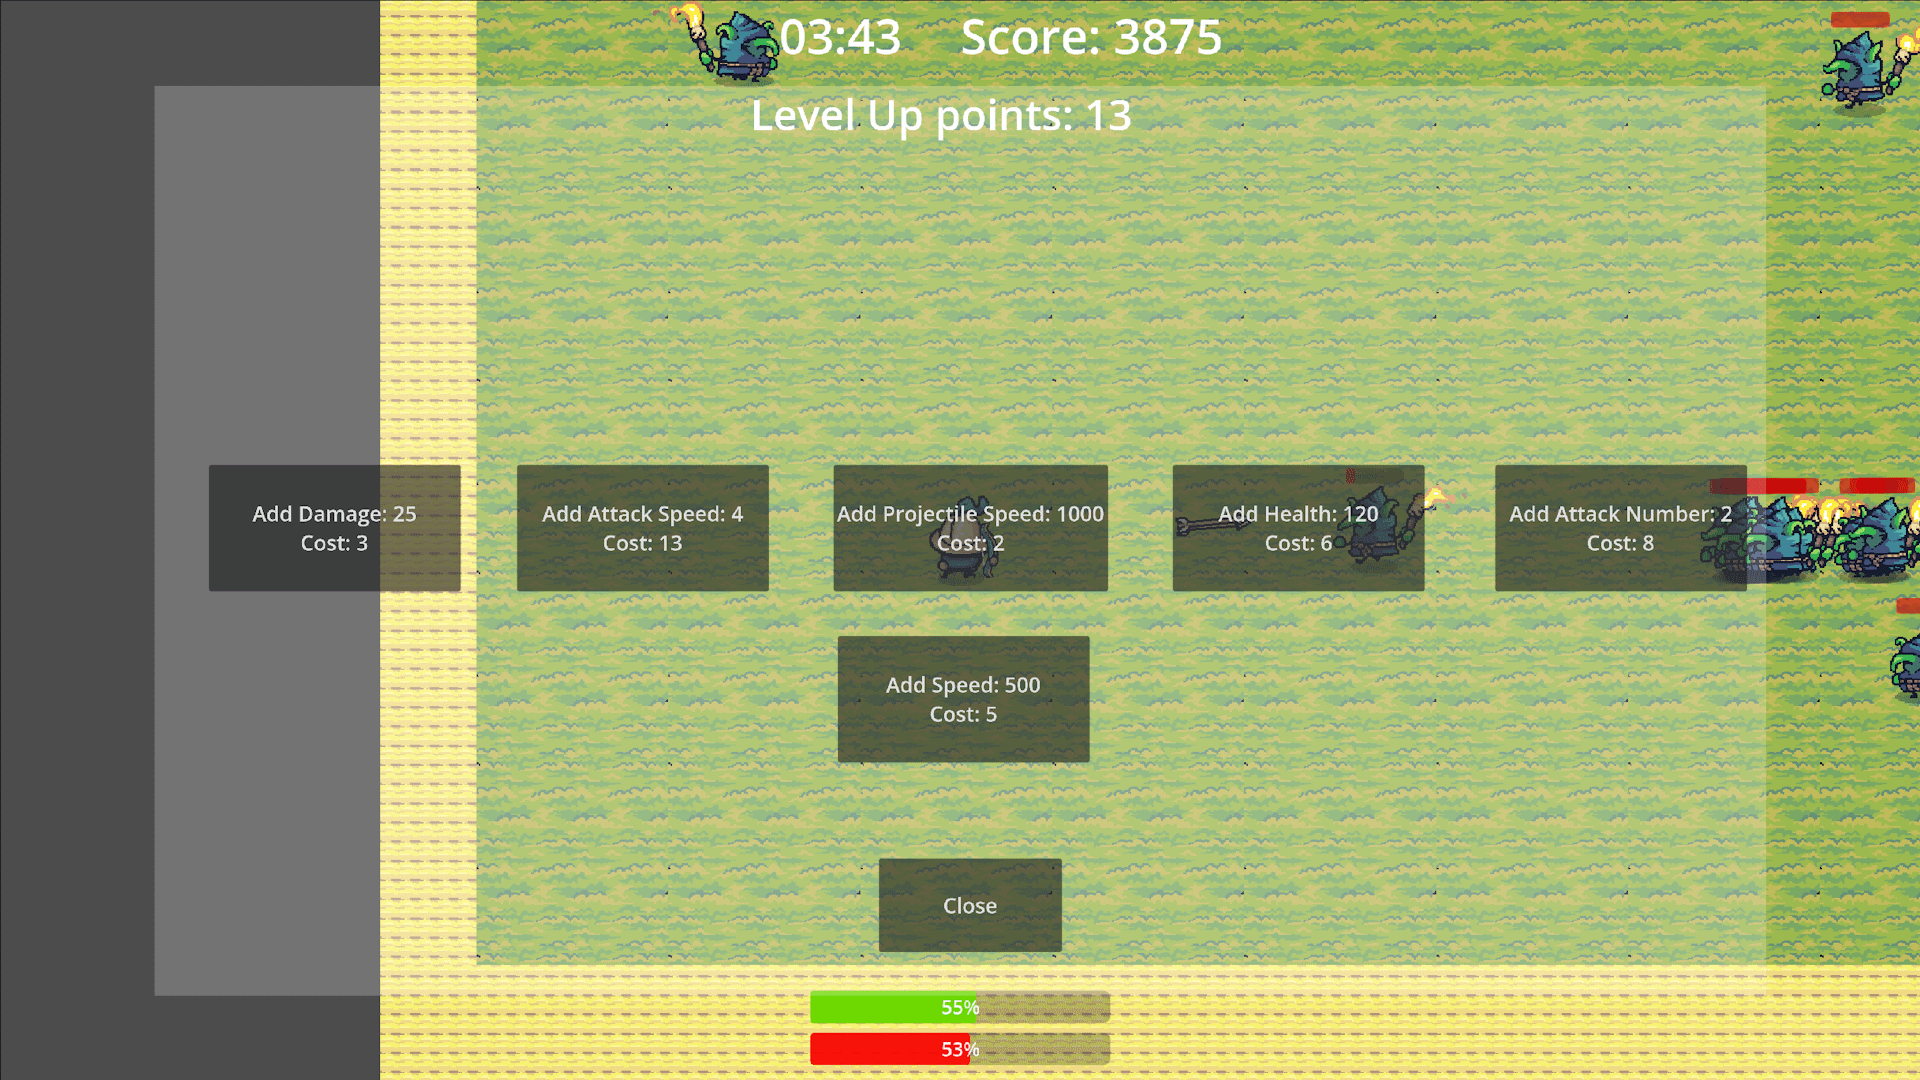 03:43 Score: 3875
Level Up points: 13
Add Damage: 25
Cost: 3
Add Attack Speed: 4
Cost: 13
Add Projectile Speed: 1000
Cost: 2
Add Health: 120
Cost: 6
Add Attack Number: 2
Cost: 8
Add Speed: 500
Cost: 5
Close
55%
53%